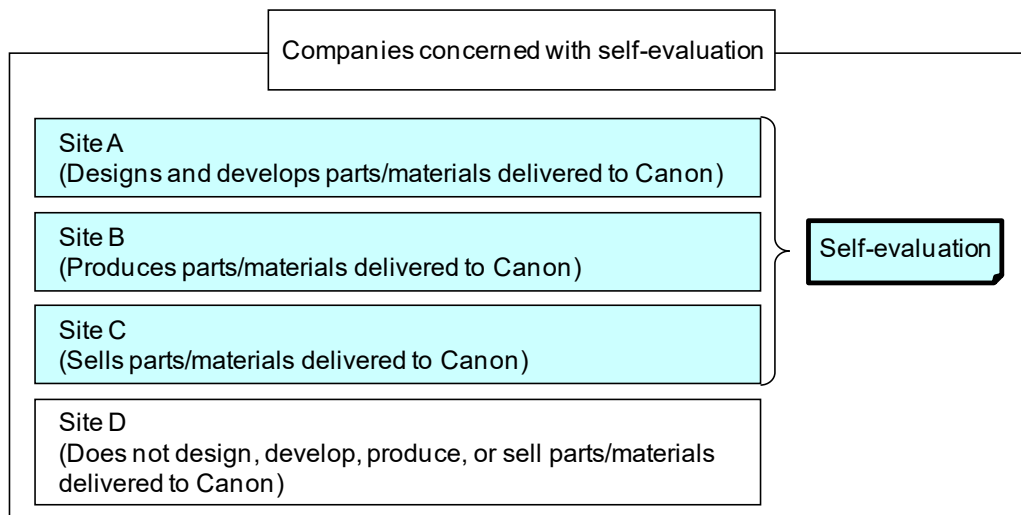 Companies concerned with self-evaluation
Site A
(Designs and develops parts/materials delivered to Canon)
Site B
(Produces parts/materials delivered to Canon)
Self-evaluation
Site C
(Sells parts/materials delivered to Canon)
Site D
(Does not design, develop, produce, or sell parts/materials
delivered to Canon)